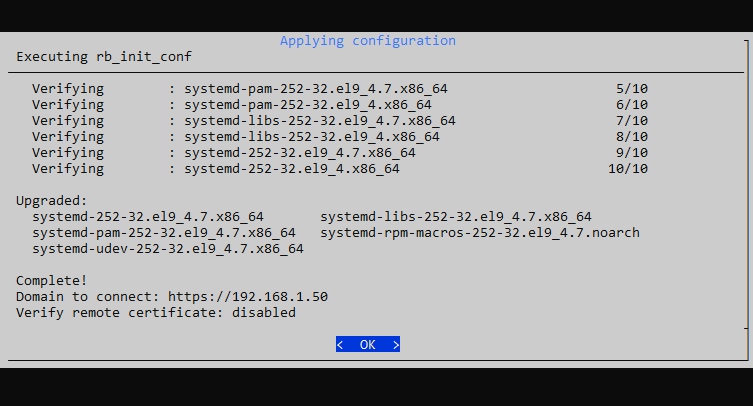 Applying configuration
Executing rb_init_conf
Verifying : systemd-pam-252-32.el9_4.7.x86_64 5/10
Verifying : systemd-pam-252-32.el9_4.x86_64 6/10
Verifying : systemd-libs-252-32.el9_4.7.x86_64 7/10
Verifying : systemd-libs-252-32.el9_4.x86_64 8/10
Verifying : systemd-252-32.el9_4.7.x86_64 9/10
Verifying : systemd-252-32.el9_4.x86_64 10/10
Upgraded:
systemd-252-32.el9_4.7.x86_64 systemd-libs-252-32.el9_4.7.x86_64
systemd-pam-252-32.el9_4.7.x86_64 systemd-rpm-macros-252-32.el9_4.7.noarch
systemd-udev-252-32.el9_4.7.x86_64
Complete!
Domain to connect: https://192.168.1.50
Verify remote certificate: disabled
< OK >